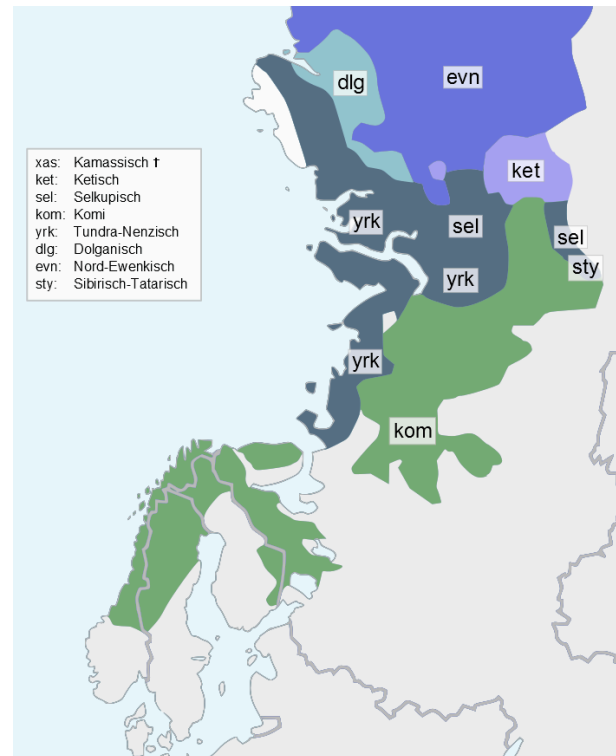 dlg
evn
ket
xas: Kamassisch †
ket: Ketisch
sel: Selkupisch
kom: Komi
yrk: Tundra-Nenzisch
dlg: Dolganisch
evn: Nord-Ewenkisch
sty: Sibirisch-Tatarisch
yrk
sel
sel
sty
yrk
yrk
kom